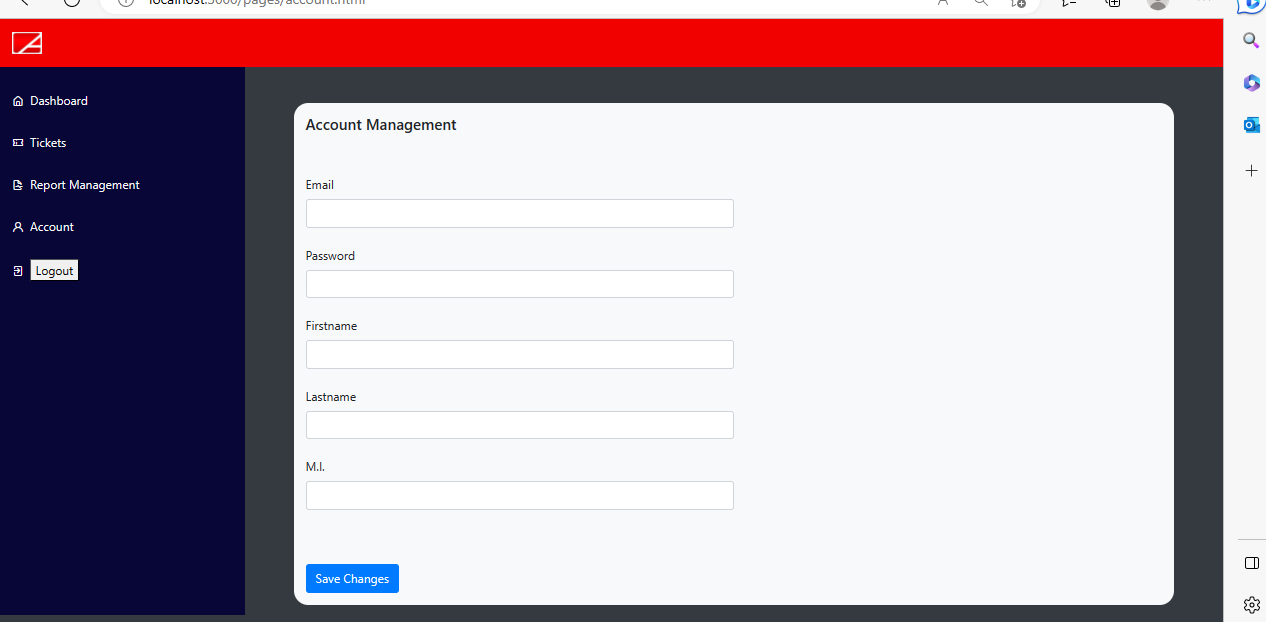 localhost:5000/pages/account.html
Dashboard
Tickets
Report Management
Account
Logout
Account Management
Email
Password
Firstname
Lastname
M.I.
Save Changes